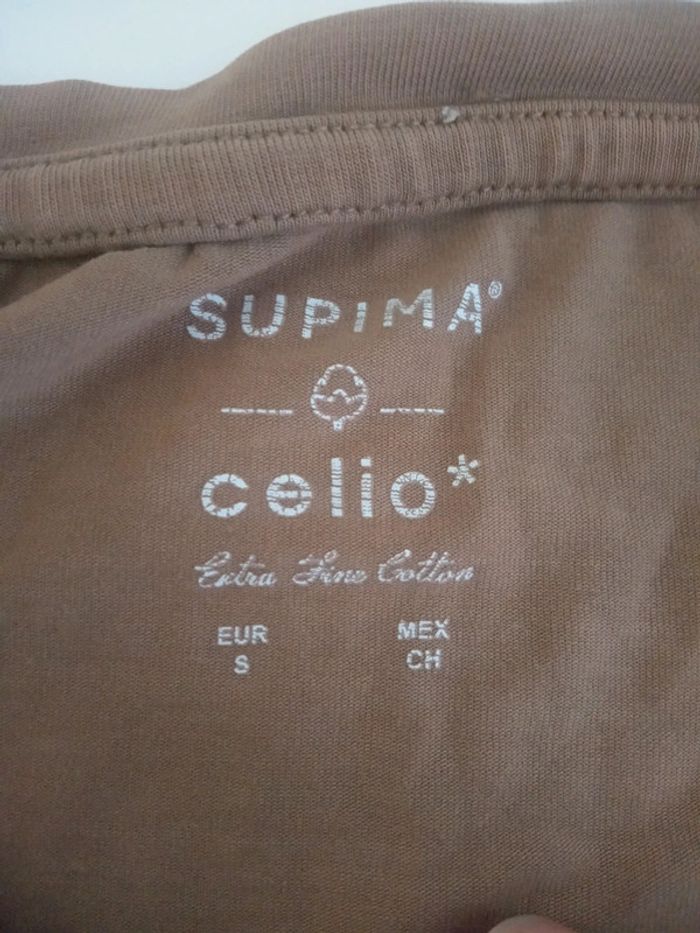 SUPIMA®
celio*
Extra Fine Cotton
EUR MEX
S CH